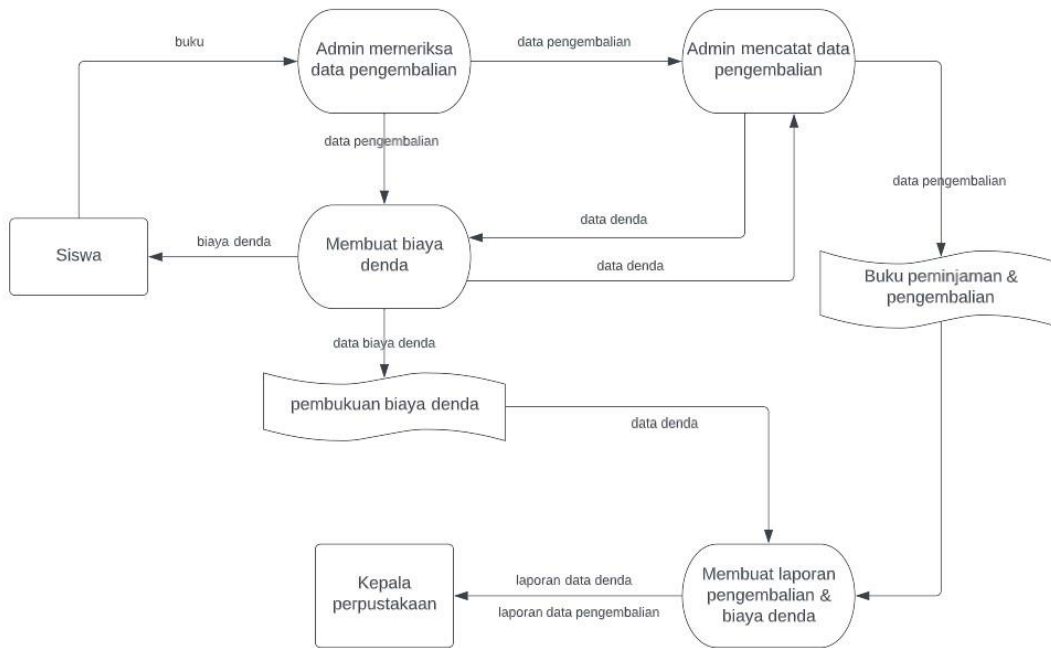 buku
Admin memeriksa
data pengembalian
data pengembalian
Admin mencatat data
pengembalian
data pengembalian
data pengembalian
Siswa
biaya denda
Membuat biaya
denda
data denda
data denda
Buku peminjaman &
pengembalian
data biaya denda
pembukuan biaya denda
data denda
Kepala
perpustakaan
laporan data denda
laporan data pengembalian
Membuat laporan
pengembalian &
biaya denda